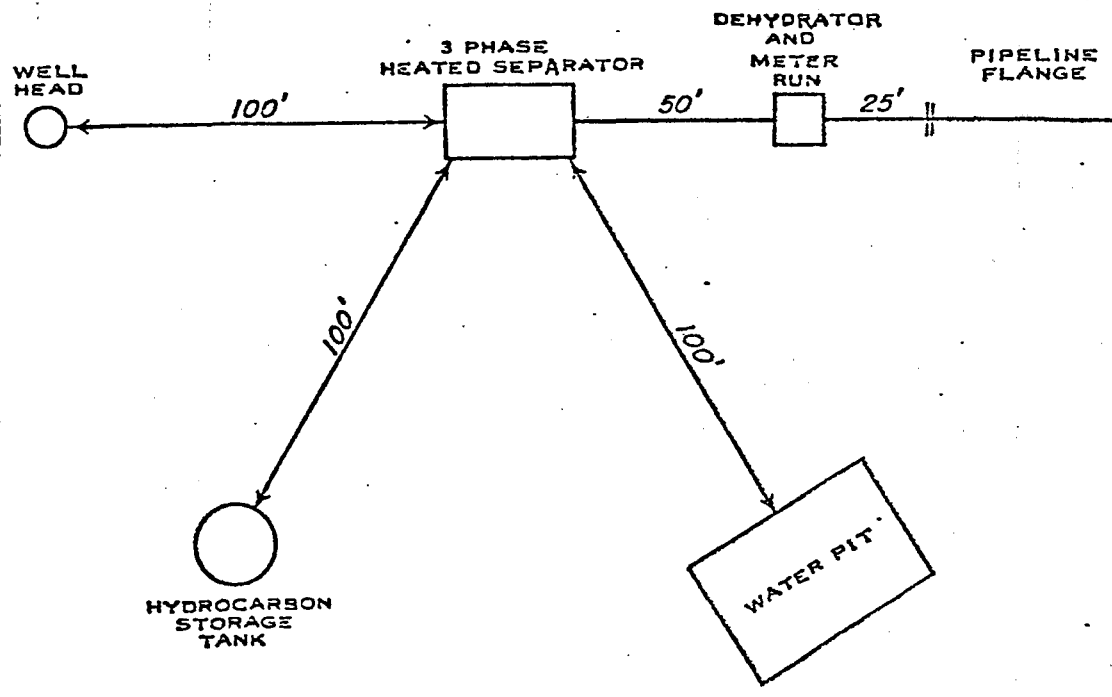 WELL
HEAD
100'
3 PHASE
HEATED SEPARATOR
50'
DEHYDRATOR
AND
METER
RUN
25'
PIPELINE
FLANGE
100'
100'
HYDROCARBON
STORAGE
TANK
WATER PIT